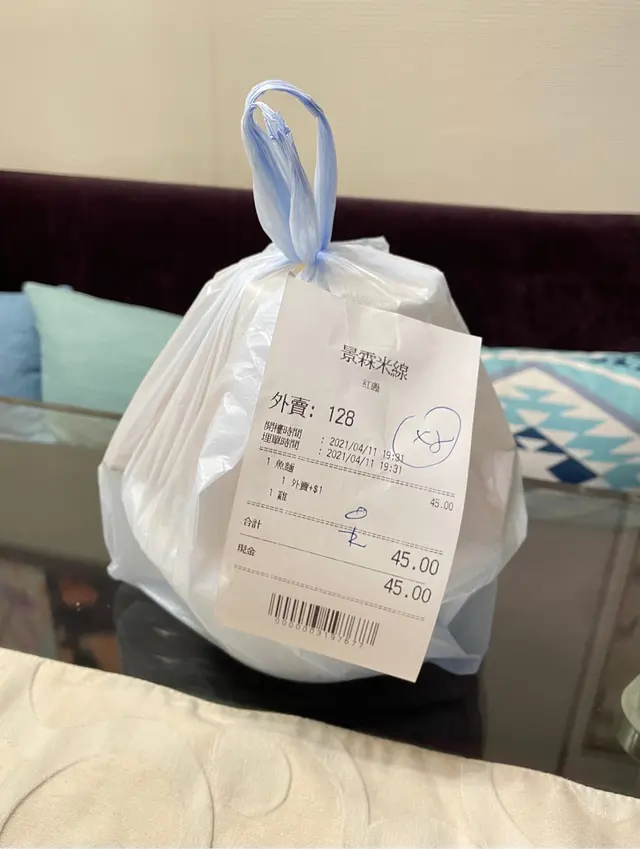 景霖米線
紅磡
外賣: 128
x8
開檯時間 : 2021/04/11 19:31
埋單時間 : 2021/04/11 19:31
1 魚麵 45.00
1 外賣+$1
1 雞
合計 45.00
現金 45.00